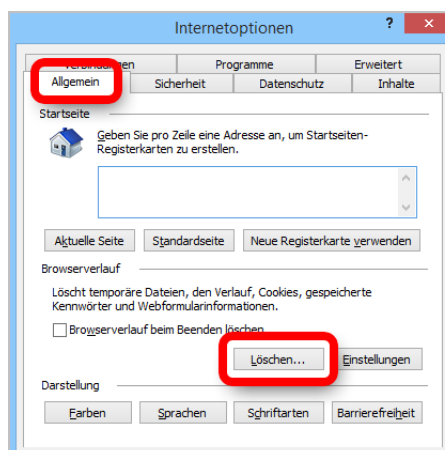 Internetoptionen ? ×
Verbindungen Programme Erweitert
Allgemein Sicherheit Datenschutz Inhalte
Startseite
Geben Sie pro Zeile eine Adresse an, um Startseiten-
Registerkarten zu erstellen.
Aktuelle Seite Standardseite Neue Registerkarte verwenden
Browserverlauf
Löscht temporäre Dateien, den Verlauf, Cookies, gespeicherte
Kennwörter und Webformularinformationen.
Browserverlauf beim Beenden löschen
Löschen... Einstellungen
Darstellung
Farben Sprachen Schriftarten Barrierefreiheit